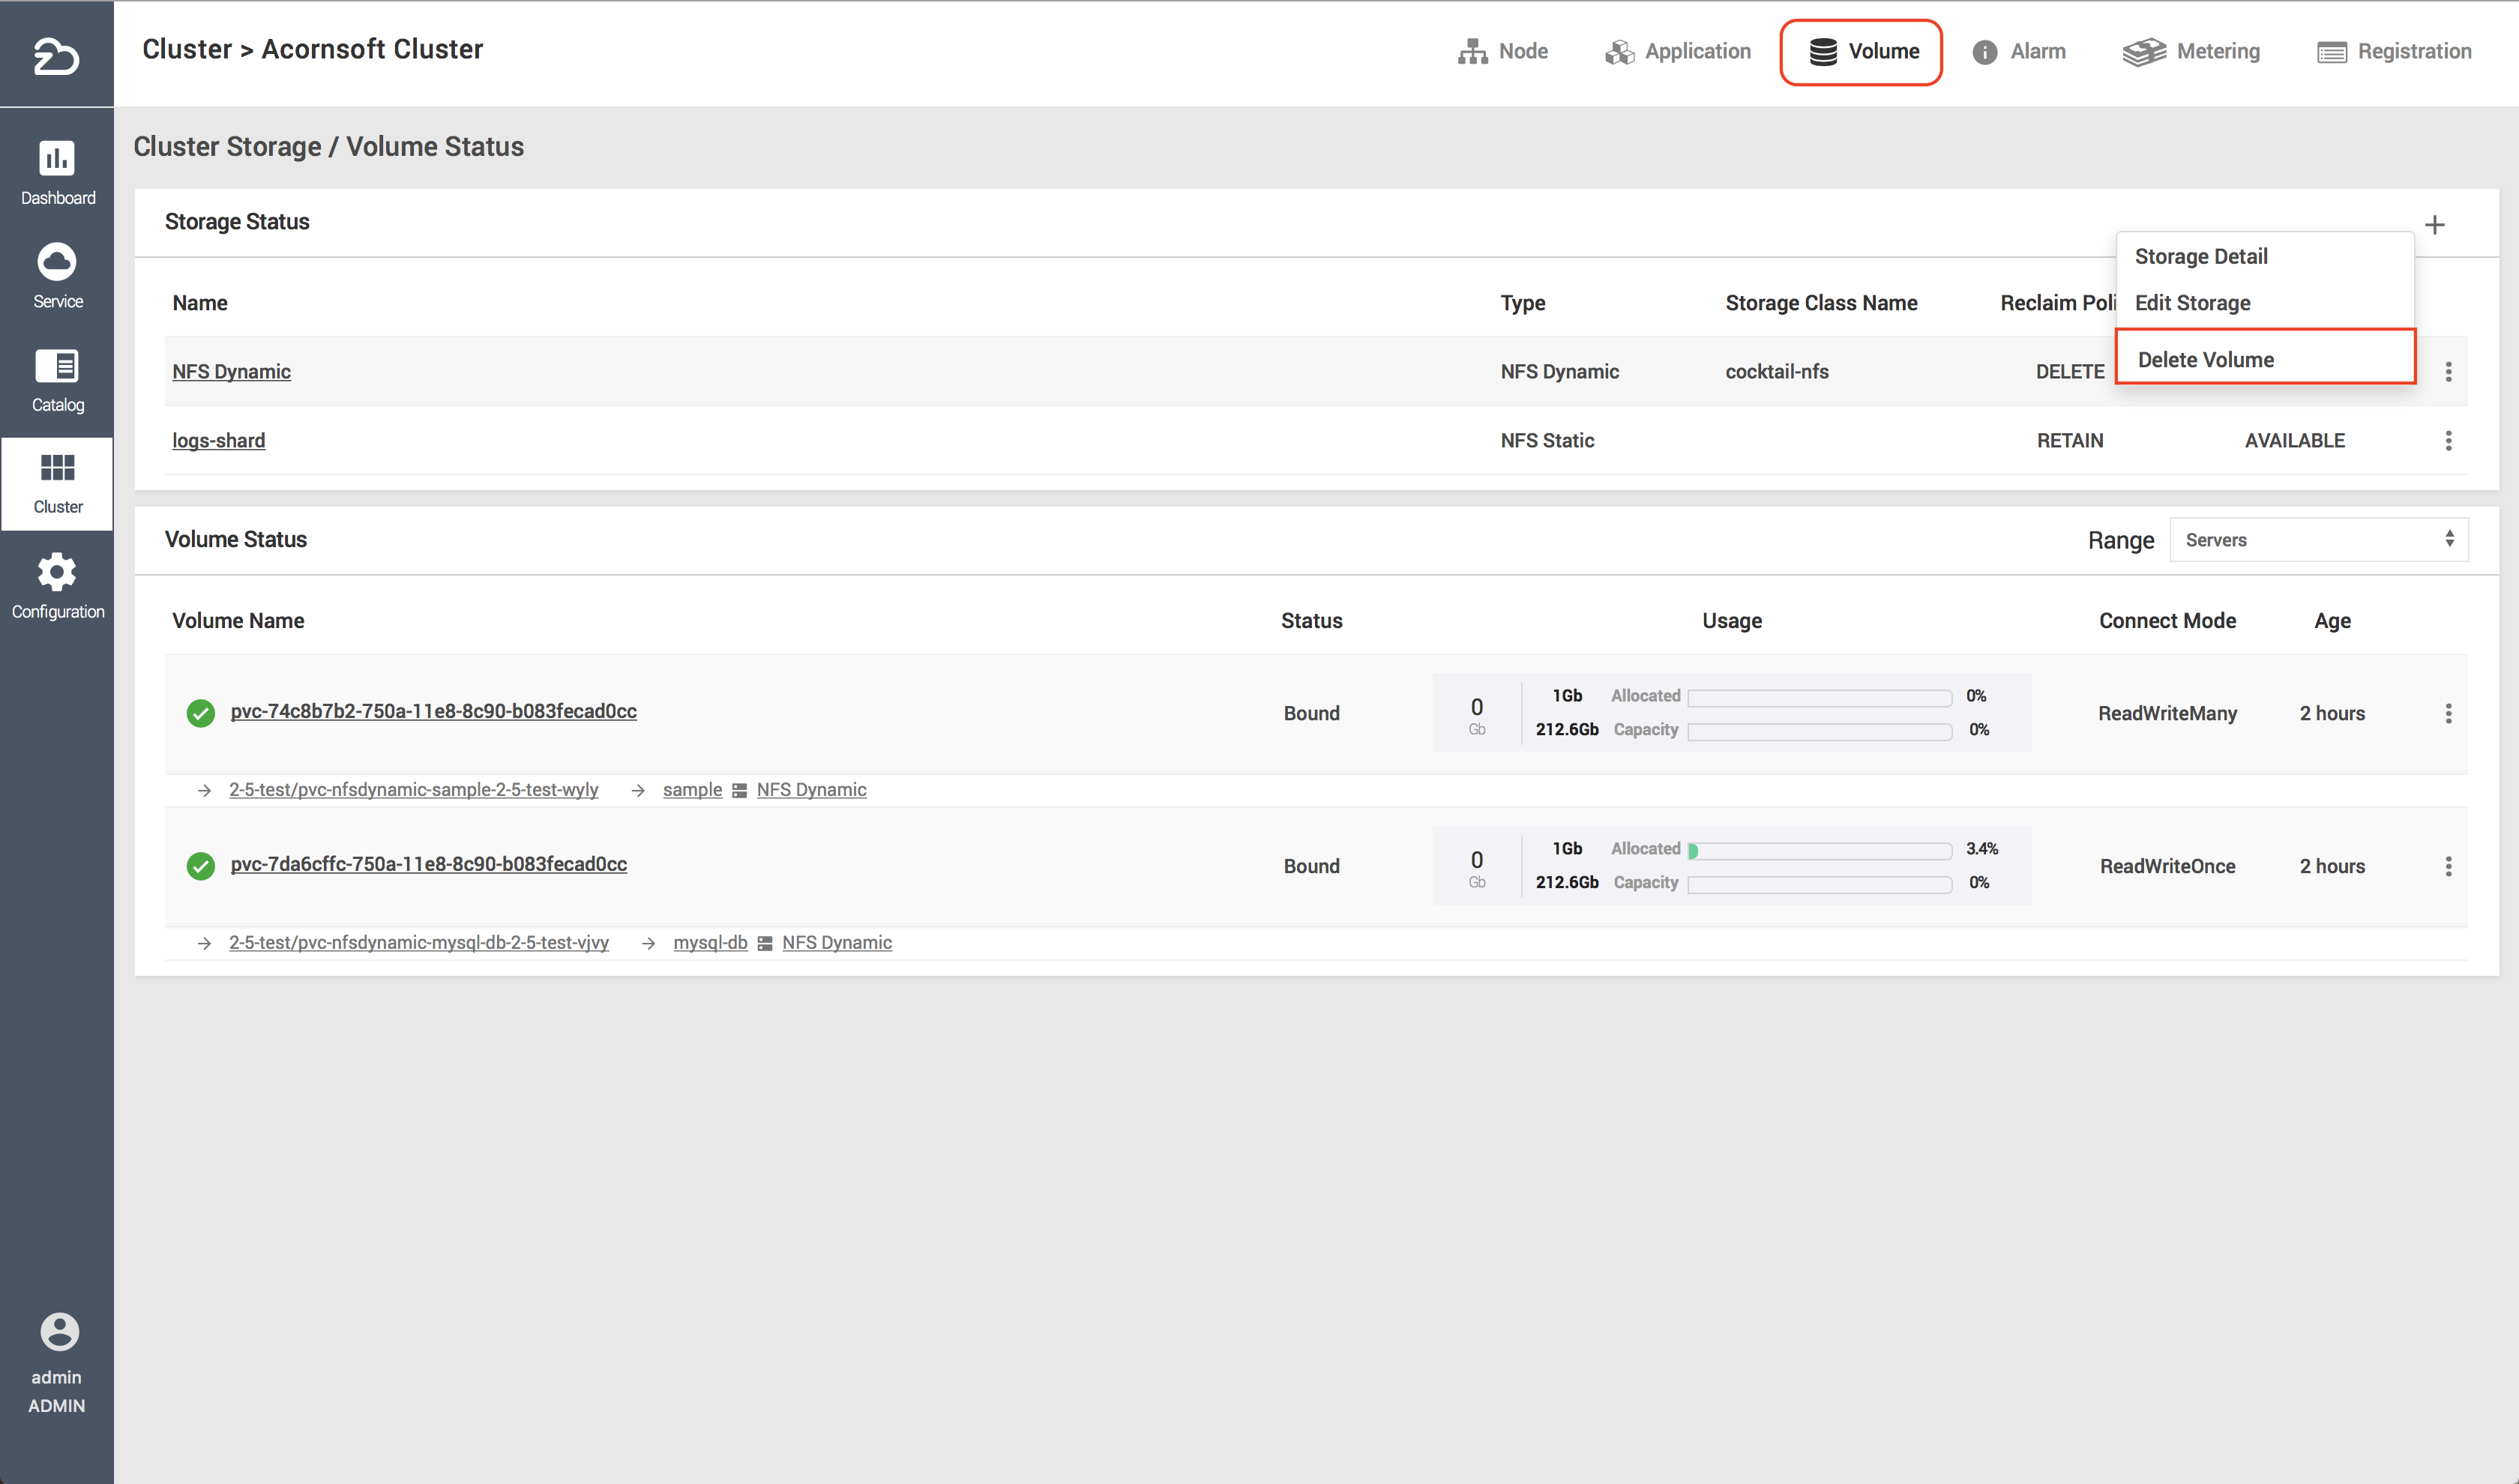 Cluster > Acornsoft Cluster
Node
Application
Volume
Alarm
Metering
Registration
Dashboard
Service
Catalog
Cluster
Configuration
admin
ADMIN
Cluster Storage / Volume Status
Storage Status
Storage Detail
Edit Storage
Delete Volume
Name Type Storage Class Name Reclaim Poli
NFS Dynamic NFS Dynamic cocktail-nfs DELETE
logs-shard NFS Static RETAIN AVAILABLE
Volume Status Range Servers
Volume Name Status Usage Connect Mode Age
pvc-74c8b7b2-750a-11e8-8c90-b083fecad0cc Bound 0 Gb 1Gb Allocated 0% ReadWriteMany 2 hours
212.6Gb Capacity 0%
2-5-test/pvc-nfsdynamic-sample-2-5-test-wyly sample NFS Dynamic
pvc-7da6cffc-750a-11e8-8c90-b083fecad0cc Bound 0 Gb 1Gb Allocated 3.4% ReadWriteOnce 2 hours
212.6Gb Capacity 0%
2-5-test/pvc-nfsdynamic-mysql-db-2-5-test-vjvy mysql-db NFS Dynamic